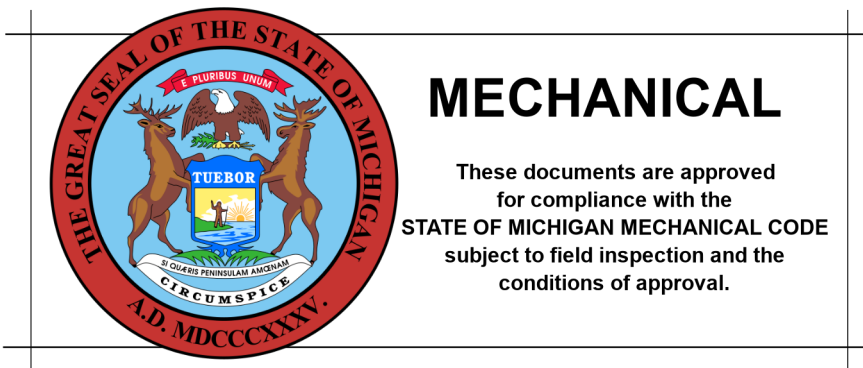 THE GREAT SEAL OF THE STATE OF MICHIGAN
E PLURIBUS UNUM
TUEBOR
SI QUÆRIS PENINSULAM AMŒNAM
CIRCUMSPICE
A.D. MDCCCXXXV.
MECHANICAL
These documents are approved
for compliance with the
STATE OF MICHIGAN MECHANICAL CODE
subject to field inspection and the
conditions of approval.